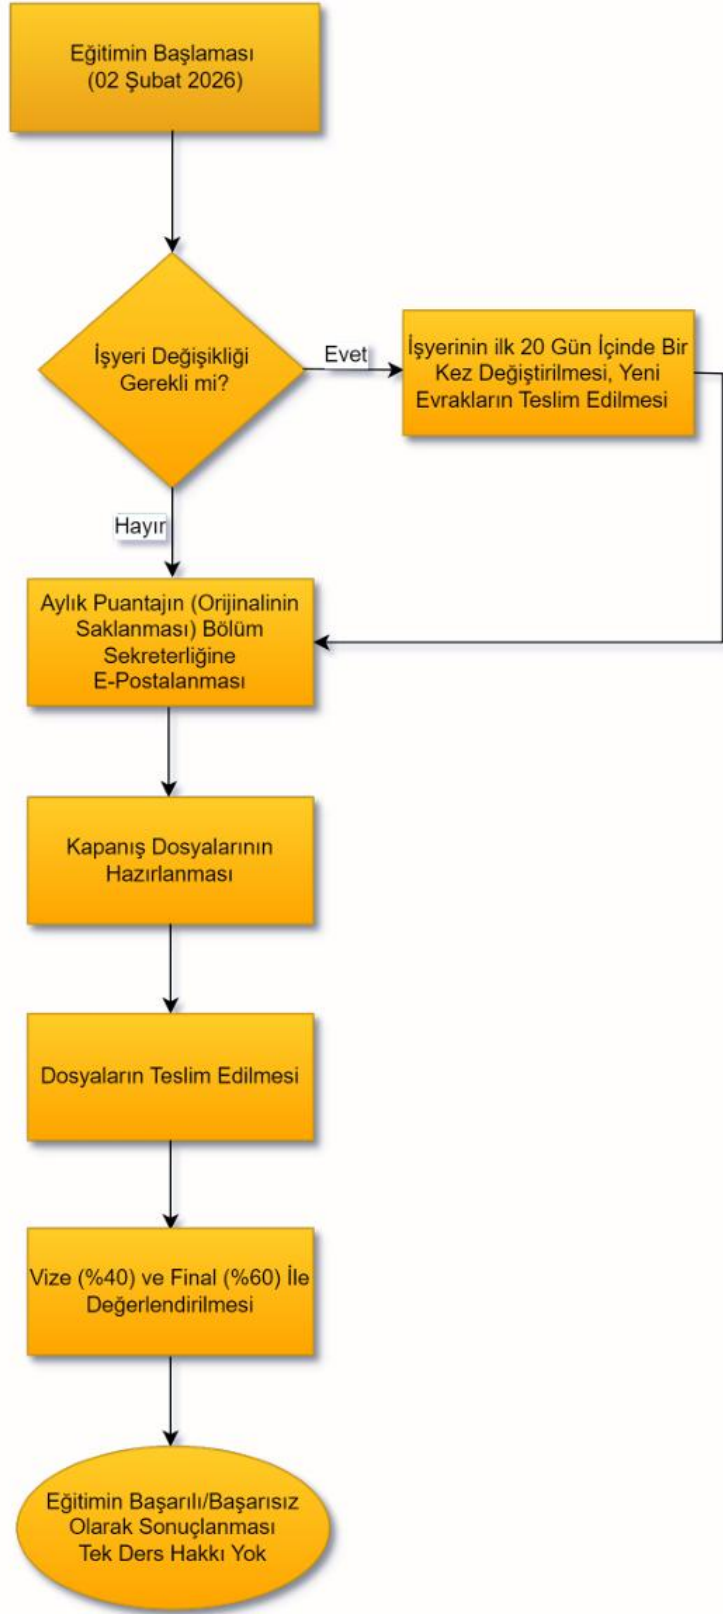 Eğitimin Başlaması
(02 Şubat 2026)
İşyeri Değişikliği
Gerekli mi?
Evet
İşyerinin ilk 20 Gün İçinde Bir
Kez Değiştirilmesi, Yeni
Evrakların Teslim Edilmesi
Hayır
Aylık Puantajın (Orijinalinin
Saklanması) Bölüm
Sekreterliğine
E-Postalanması
Kapanış Dosyalarının
Hazırlanması
Dosyaların Teslim Edilmesi
Vize (%40) ve Final (%60) İle
Değerlendirilmesi
Eğitimin Başarılı/Başarısız
Olarak Sonuçlanması
Tek Ders Hakkı Yok